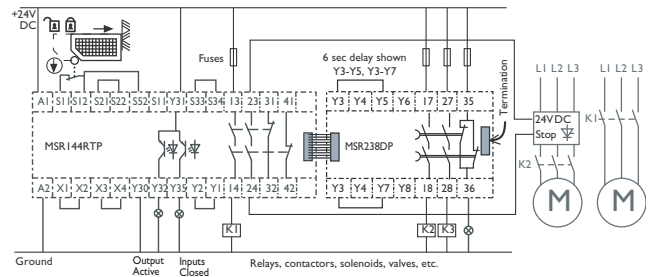 +24V
DC
Fuses
6 sec delay shown
Y3-Y5, Y3-Y7
Termination
A1 S11 S12 S21 S22 S52 S11 Y31 S33 S34 13 23 31 41
Y3 Y4 Y5 Y6 17 27 35
MSR144RTP
MSR238DP
A2 X1 X2 X3 X4 Y30 Y32 Y35 Y2 Y1 14 24 32 42
Y3 Y4 Y7 Y8 18 28 36
K1
K2 K3
Ground
Output
Active
Inputs
Closed
Relays, contactors, solenoids, valves, etc.
L1 L2 L3
24V DC
Stop
K2
M
L1 L2 L3
K1
M